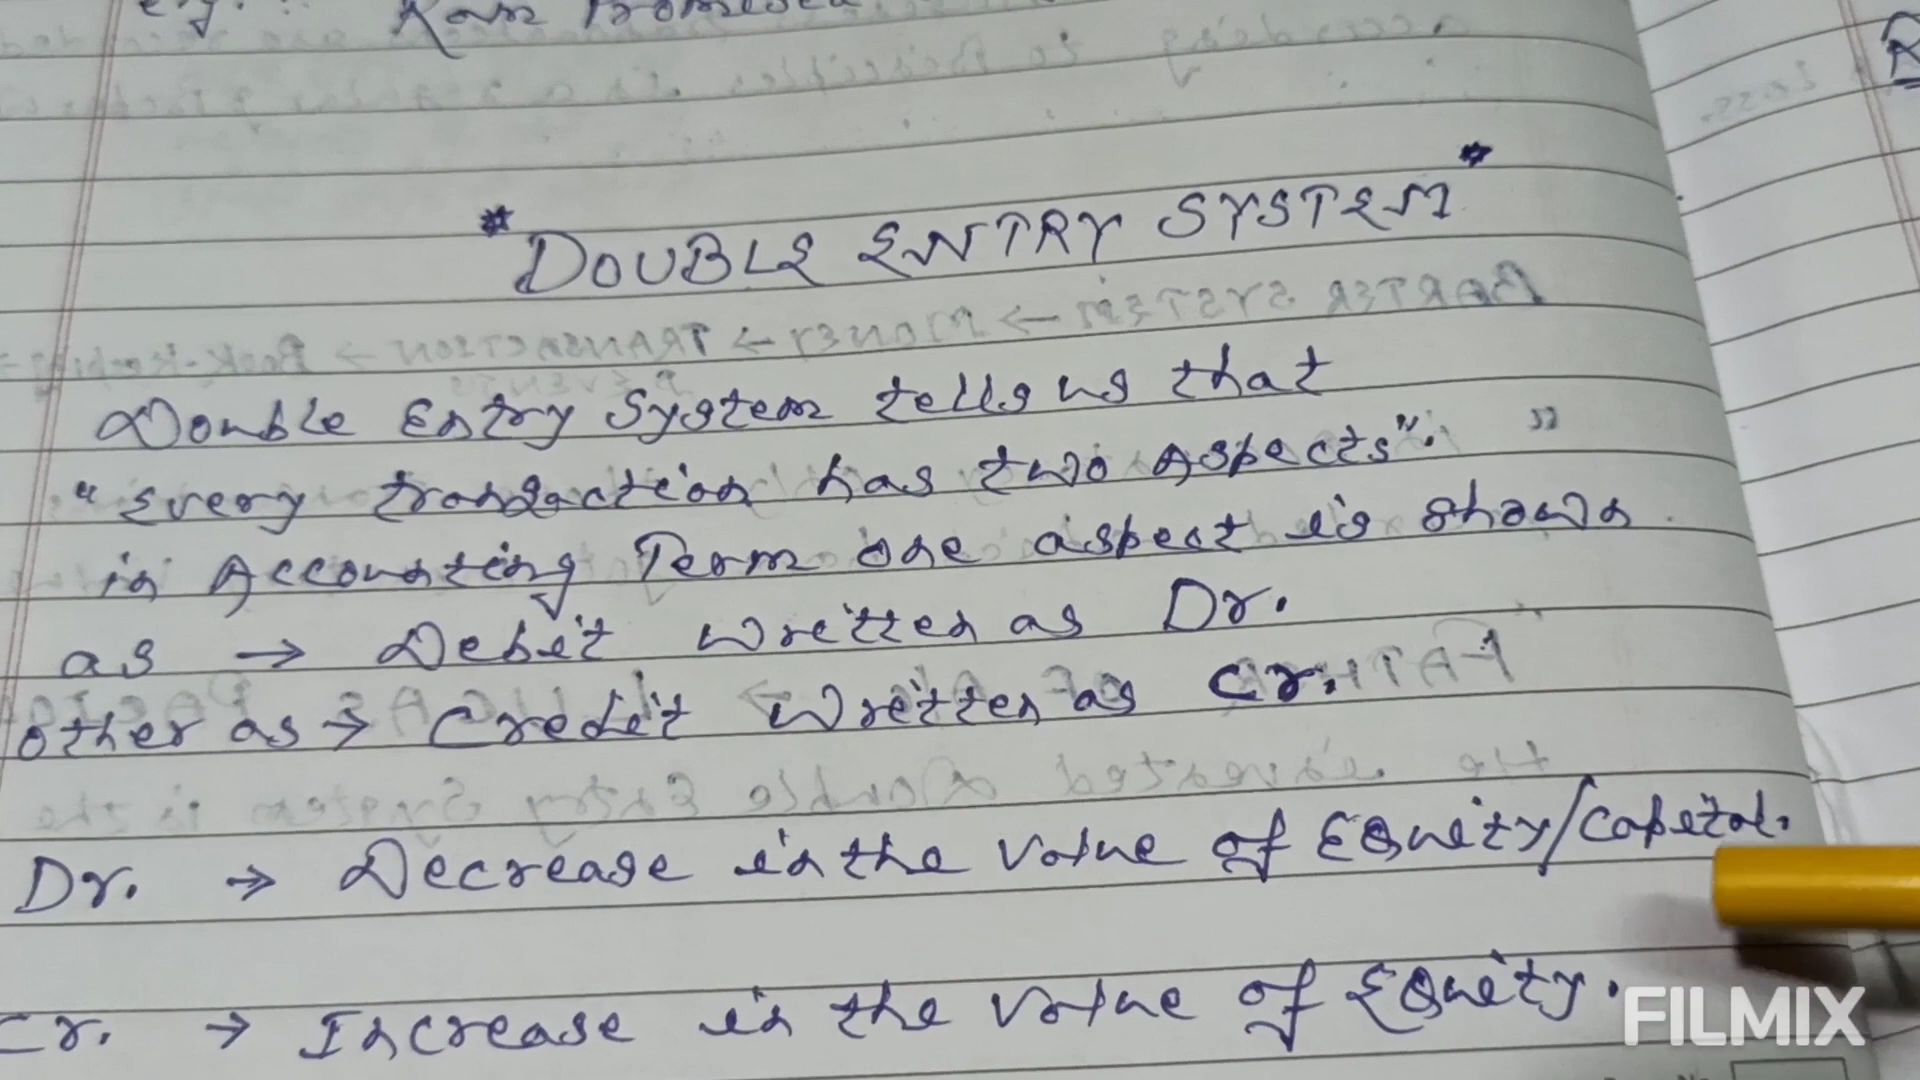 e.g. : Ram Promised
* DOUBLE ENTRY SYSTEM *
Double Entry System tells us that
" Every transaction has two Aspects".
in Accounting Term one aspect is shown
as → Debit written as Dr.
other as → Credit written as Cr.
Dr. → Decrease in the Value of EQuity/Capital.
Cr. → Increase in the Value of EQuity.
FILMIX